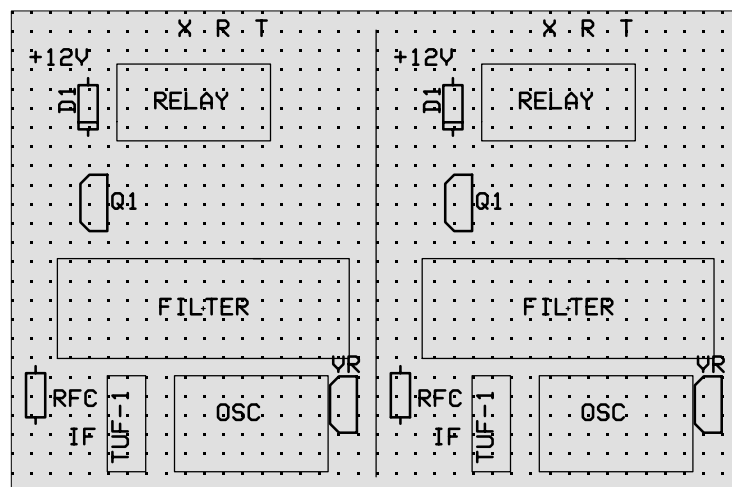 X R T X R T
+12V +12V
D1 RELAY D1 RELAY
Q1 Q1
FILTER FILTER
VR VR
RFC TUF-1 OSC RFC TUF-1 OSC
IF IF